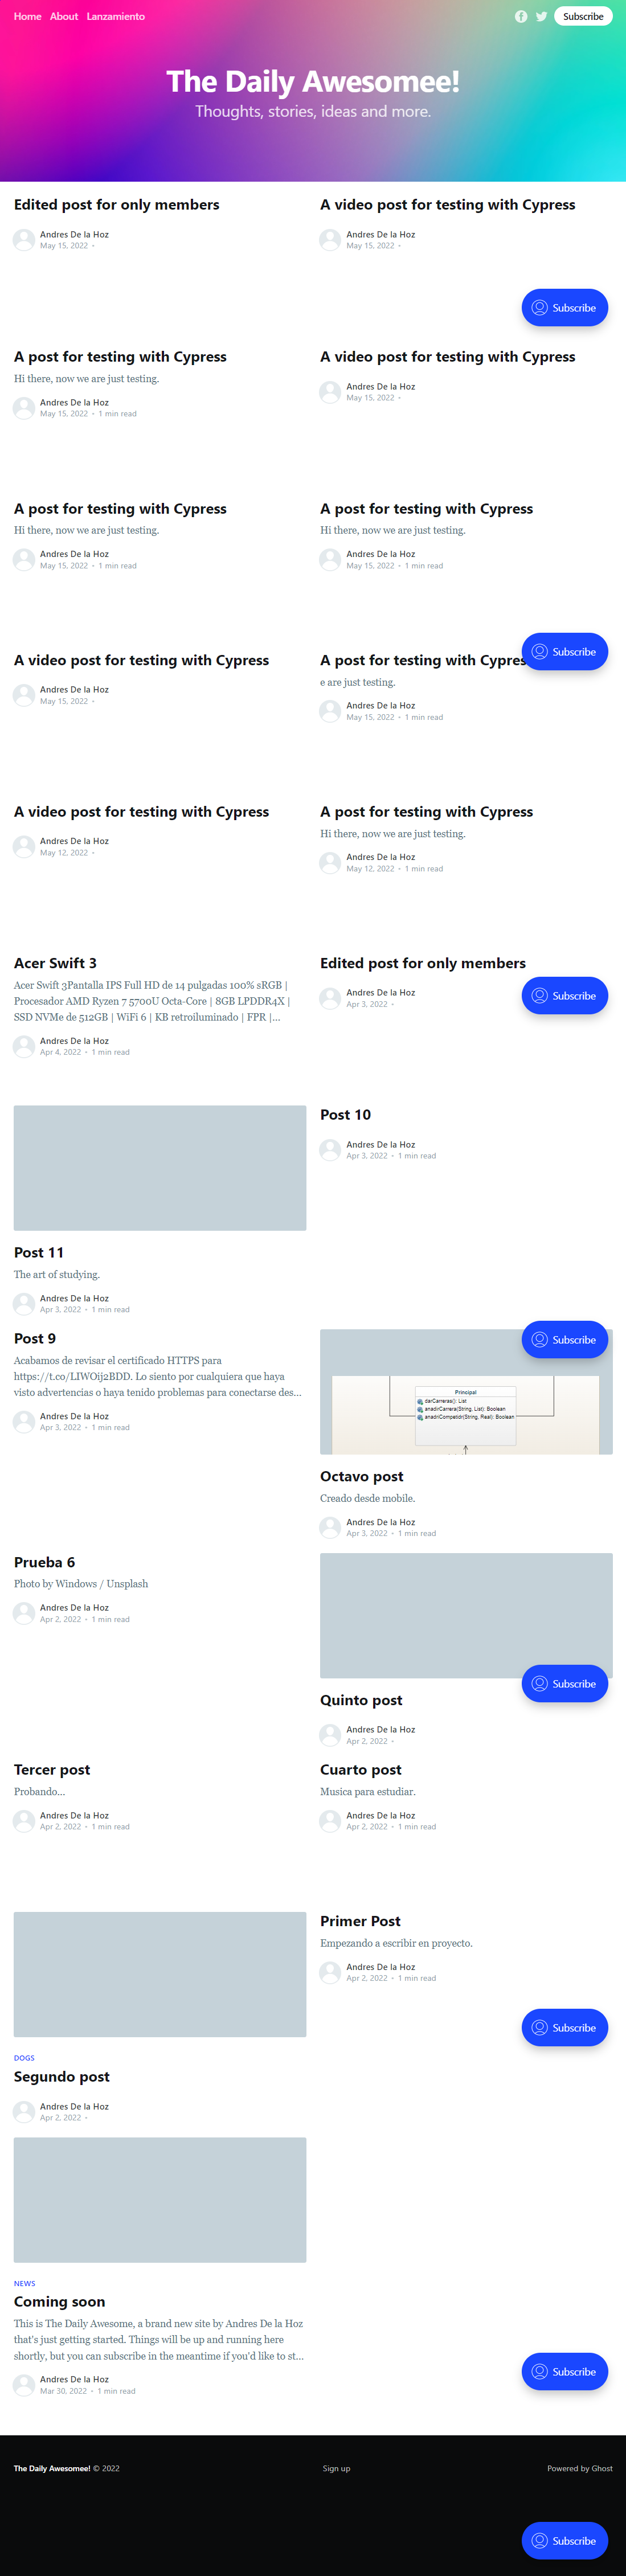 Home About Lanzamiento
Subscribe
The Daily Awesomee!
Thoughts, stories, ideas and more.
Edited post for only members
Andres De la Hoz
May 15, 2022 •
A video post for testing with Cypress
Andres De la Hoz
May 15, 2022 •
Subscribe
A post for testing with Cypress
Hi there, now we are just testing.
Andres De la Hoz
May 15, 2022 • 1 min read
A video post for testing with Cypress
Andres De la Hoz
May 15, 2022 •
A post for testing with Cypress
Hi there, now we are just testing.
Andres De la Hoz
May 15, 2022 • 1 min read
A post for testing with Cypress
Hi there, now we are just testing.
Andres De la Hoz
May 15, 2022 • 1 min read
A video post for testing with Cypress
Andres De la Hoz
May 15, 2022 •
A post for testing with Cypres
e are just testing.
Andres De la Hoz
May 15, 2022 • 1 min read
Subscribe
A video post for testing with Cypress
Andres De la Hoz
May 12, 2022 •
A post for testing with Cypress
Hi there, now we are just testing.
Andres De la Hoz
May 12, 2022 • 1 min read
Acer Swift 3
Acer Swift 3Pantalla IPS Full HD de 14 pulgadas 100% sRGB |
Procesador AMD Ryzen 7 5700U Octa-Core | 8GB LPDDR4X |
SSD NVMe de 512GB | WiFi 6 | KB retroiluminado | FPR |…
Andres De la Hoz
Apr 4, 2022 • 1 min read
Edited post for only members
Andres De la Hoz
Apr 3, 2022 •
Subscribe
Post 11
The art of studying.
Andres De la Hoz
Apr 3, 2022 • 1 min read
Post 10
Andres De la Hoz
Apr 3, 2022 • 1 min read
Post 9
Acabamos de revisar el certificado HTTPS para
https://t.co/LIWOij2BDD. Lo siento por cualquiera que haya
visto advertencias o haya tenido problemas para conectarse des…
Andres De la Hoz
Apr 3, 2022 • 1 min read
Subscribe
Principal
darCarreras(): List
anadirCarrera(String, List): Boolean
anadirCompetidr(String, Real): Boolean
Octavo post
Creado desde mobile.
Andres De la Hoz
Apr 3, 2022 • 1 min read
Prueba 6
Photo by Windows / Unsplash
Andres De la Hoz
Apr 2, 2022 • 1 min read
Subscribe
Quinto post
Andres De la Hoz
Apr 2, 2022 •
Tercer post
Probando...
Andres De la Hoz
Apr 2, 2022 • 1 min read
Cuarto post
Musica para estudiar.
Andres De la Hoz
Apr 2, 2022 • 1 min read
DOGS
Segundo post
Andres De la Hoz
Apr 2, 2022 •
Primer Post
Empezando a escribir en proyecto.
Andres De la Hoz
Apr 2, 2022 • 1 min read
Subscribe
NEWS
Coming soon
This is The Daily Awesome, a brand new site by Andres De la Hoz
that's just getting started. Things will be up and running here
shortly, but you can subscribe in the meantime if you'd like to st…
Andres De la Hoz
Mar 30, 2022 • 1 min read
Subscribe
The Daily Awesomee! © 2022
Sign up
Powered by Ghost
Subscribe